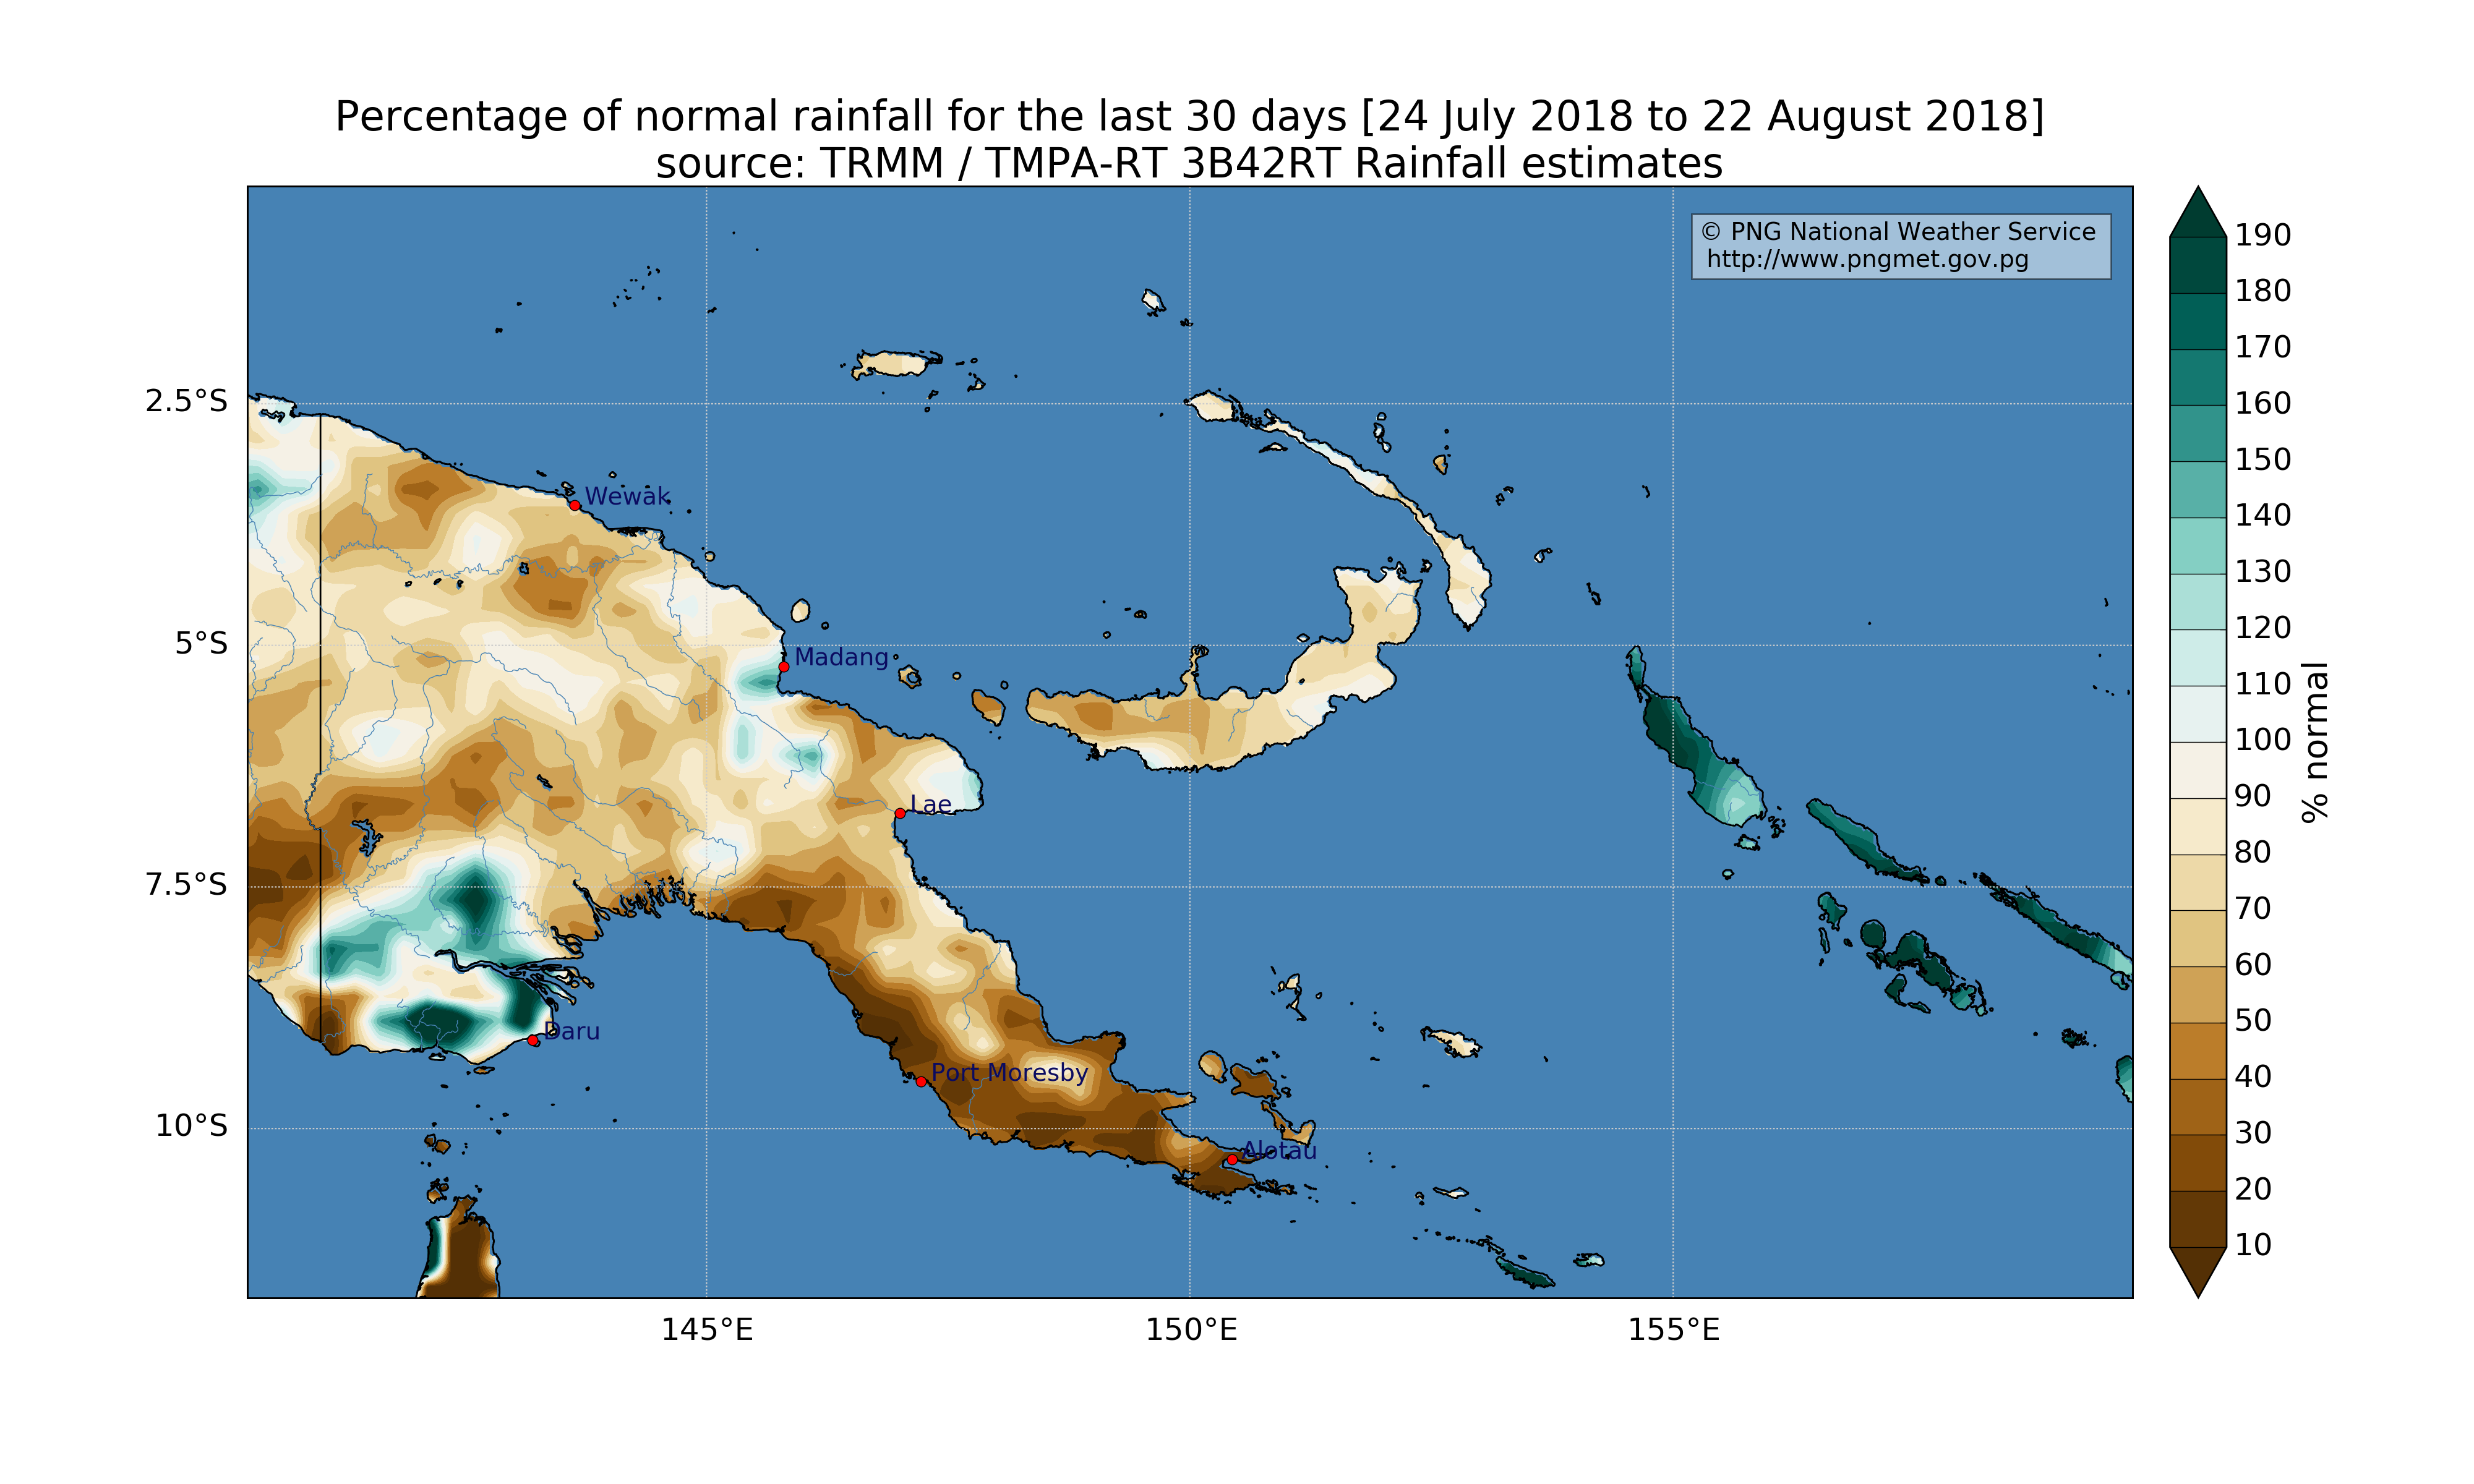 Percentage of normal rainfall for the last 30 days [24 July 2018 to 22 August 2018]
source: TRMM / TMPA-RT 3B42RT Rainfall estimates
© PNG National Weather Service
http://www.pngmet.gov.pg
2.5°S
5°S
7.5°S
10°S
Wewak
Madang
Lae
Daru
Port Moresby
Alotau
145°E
150°E
155°E
190
180
170
160
150
140
130
120
110
100
90
80
70
60
50
40
30
20
10
% normal